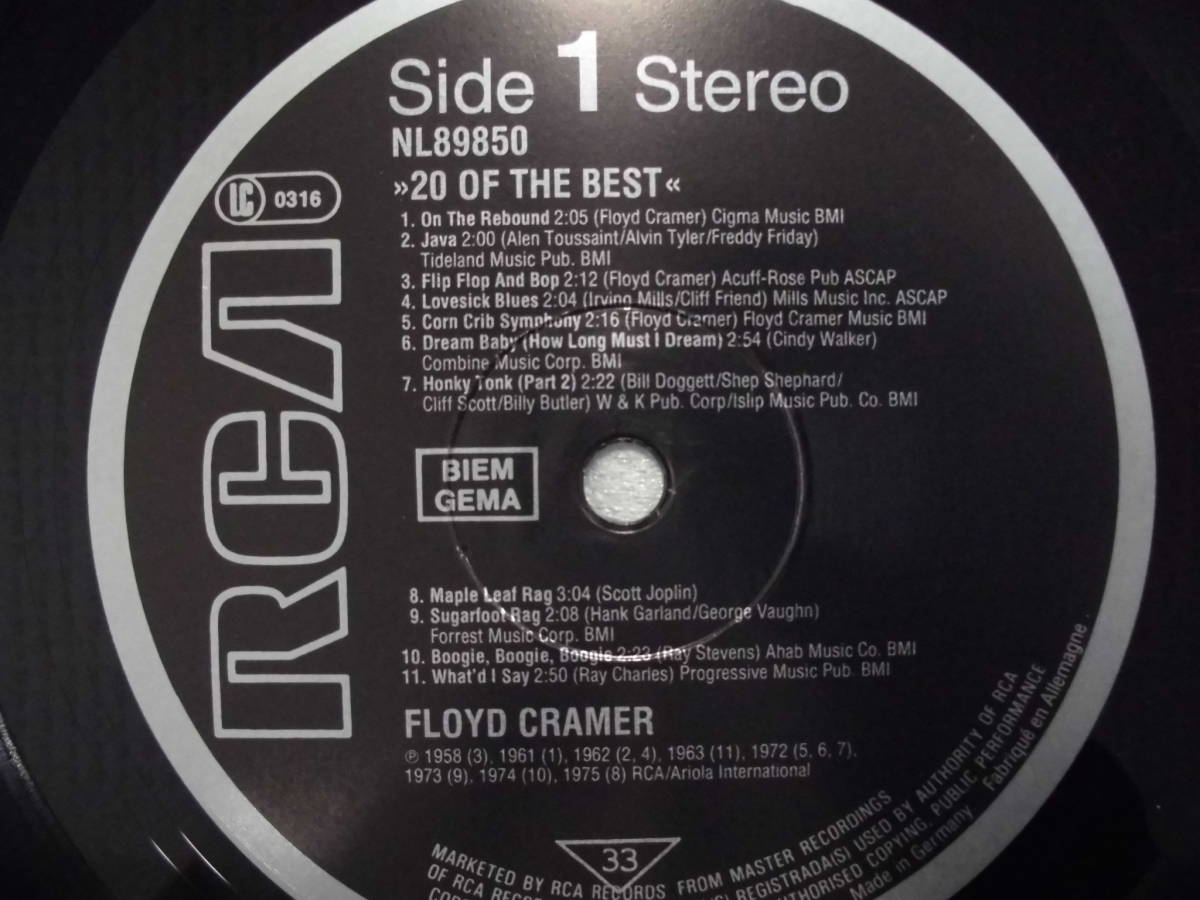 Side 1 Stereo
NL89850
»20 OF THE BEST«
LC 0316
RCA
1. On The Rebound 2:05 (Floyd Cramer) Cigma Music BMI
2. Java 2:00 (Alen Toussaint/Alvin Tyler/Freddy Friday)
Tideland Music Pub. BMI
3. Flip Flop And Bop 2:12 (Floyd Cramer) Acuff-Rose Pub ASCAP
4. Lovesick Blues 2:04 (Irving Mills/Cliff Friend) Mills Music Inc. ASCAP
5. Corn Crib Symphony 2:16 (Floyd Cramer) Floyd Cramer Music BMI
6. Dream Baby (How Long Must I Dream) 2:54 (Cindy Walker)
Combine Music Corp. BMI
7. Honky Tonk (Part 2) 2:22 (Bill Doggett/Shep Shephard/
Cliff Scott/Billy Butler) W & K Pub. Corp/Islip Music Pub. Co. BMI
BIEM
GEMA
8. Maple Leaf Rag 3:04 (Scott Joplin)
9. Sugarfoot Rag 2:08 (Hank Garland/George Vaughn)
Forrest Music Corp. BMI
10. Boogie, Boogie, Boogie 2:23 (Ray Stevens) Ahab Music Co. BMI
11. What'd I Say 2:50 (Ray Charles) Progressive Music Pub. BMI
FLOYD CRAMER
℗ 1958 (3), 1961 (1), 1962 (2, 4), 1963 (11), 1972 (5, 6, 7),
1973 (9), 1974 (10), 1975 (8) RCA/Ariola International
33
MARKETED BY RCA RECORDS FROM MASTER RECORDINGS
OF RCA REGISTRADA(S) USED BY AUTHORITY OF RCA
COPYING, PUBLIC PERFORMANCE
Made in Germany Fabriqué en Allemagne